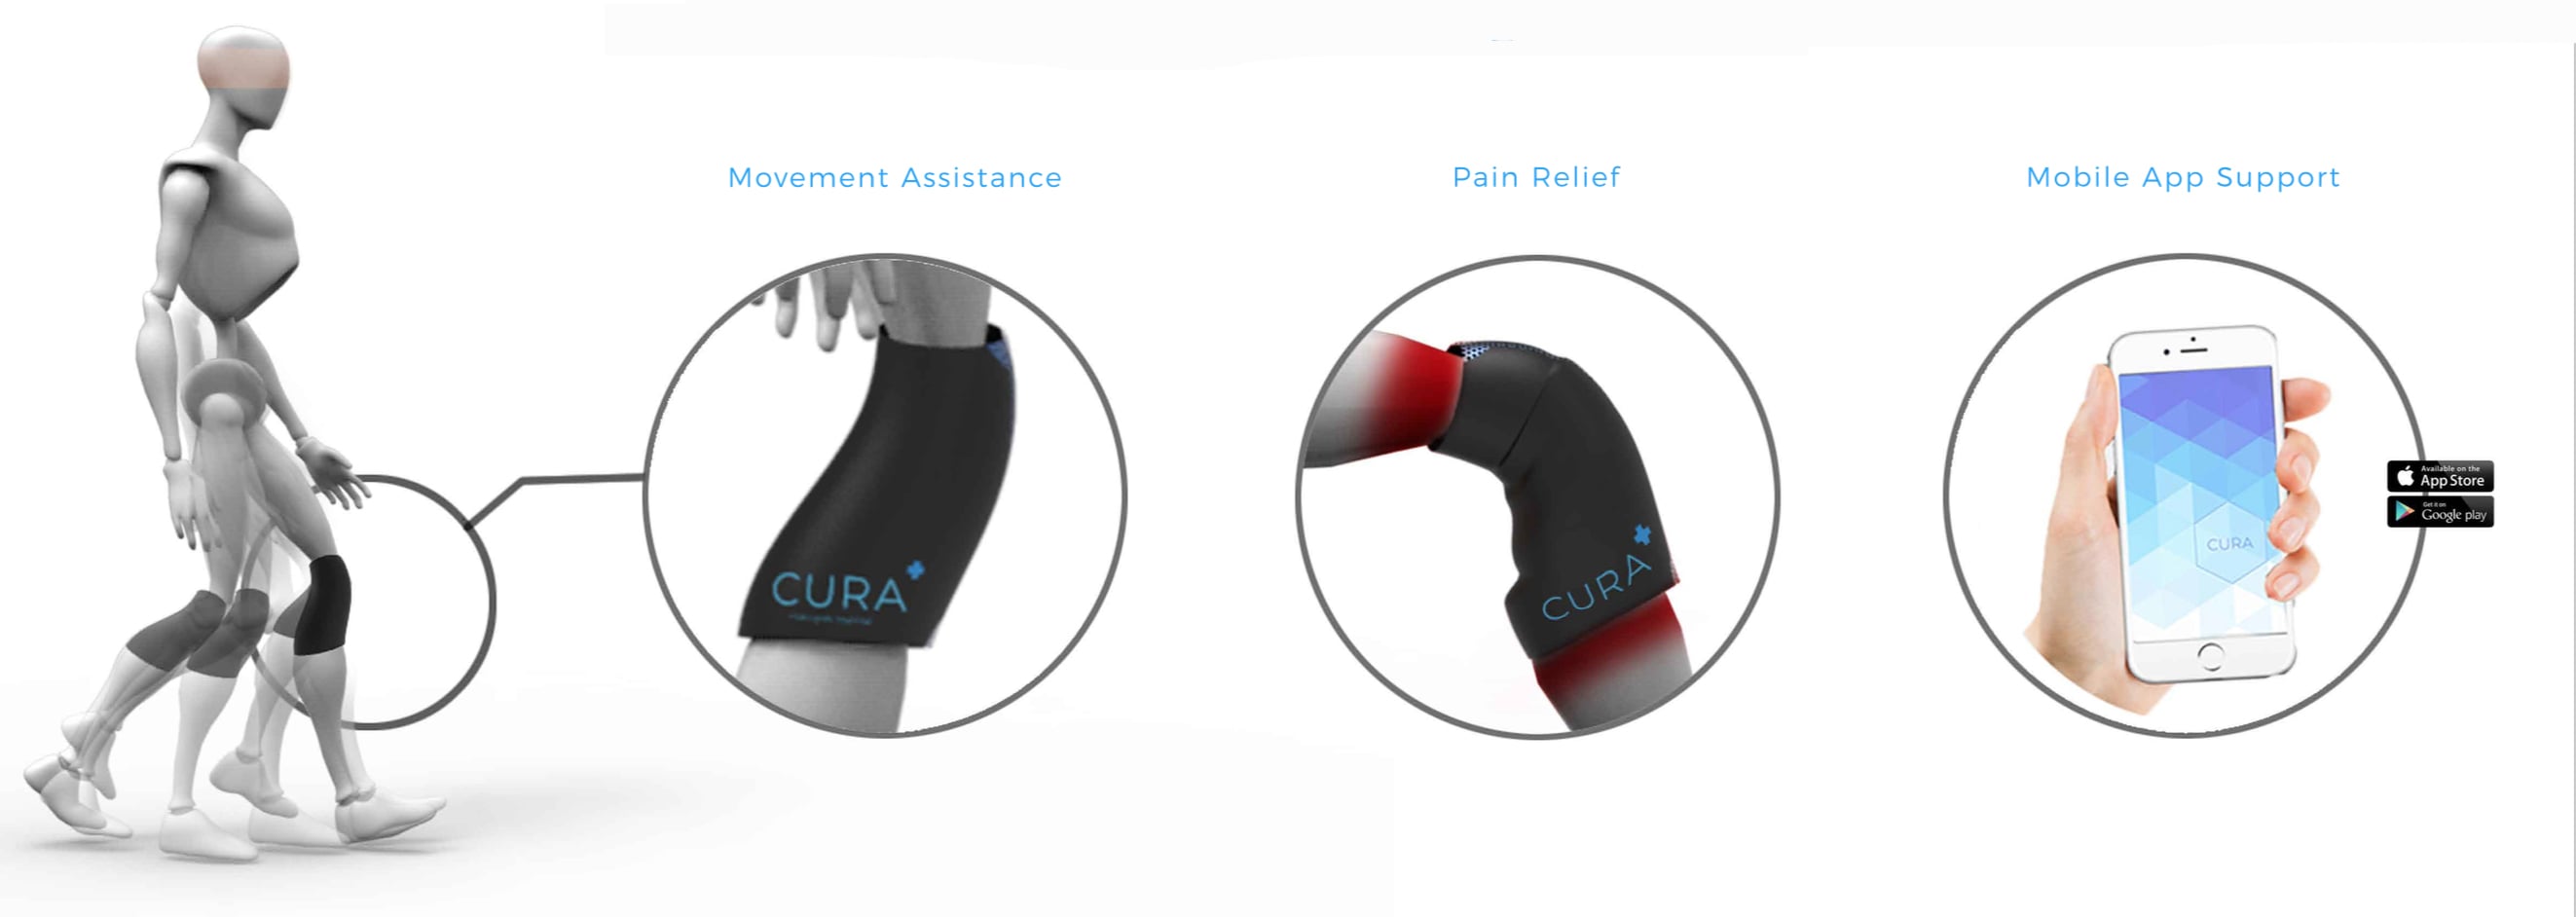 Movement Assistance
Pain Relief
Mobile App Support
CURA
CURA
CURA
Available on the
App Store
Get it on
Google play